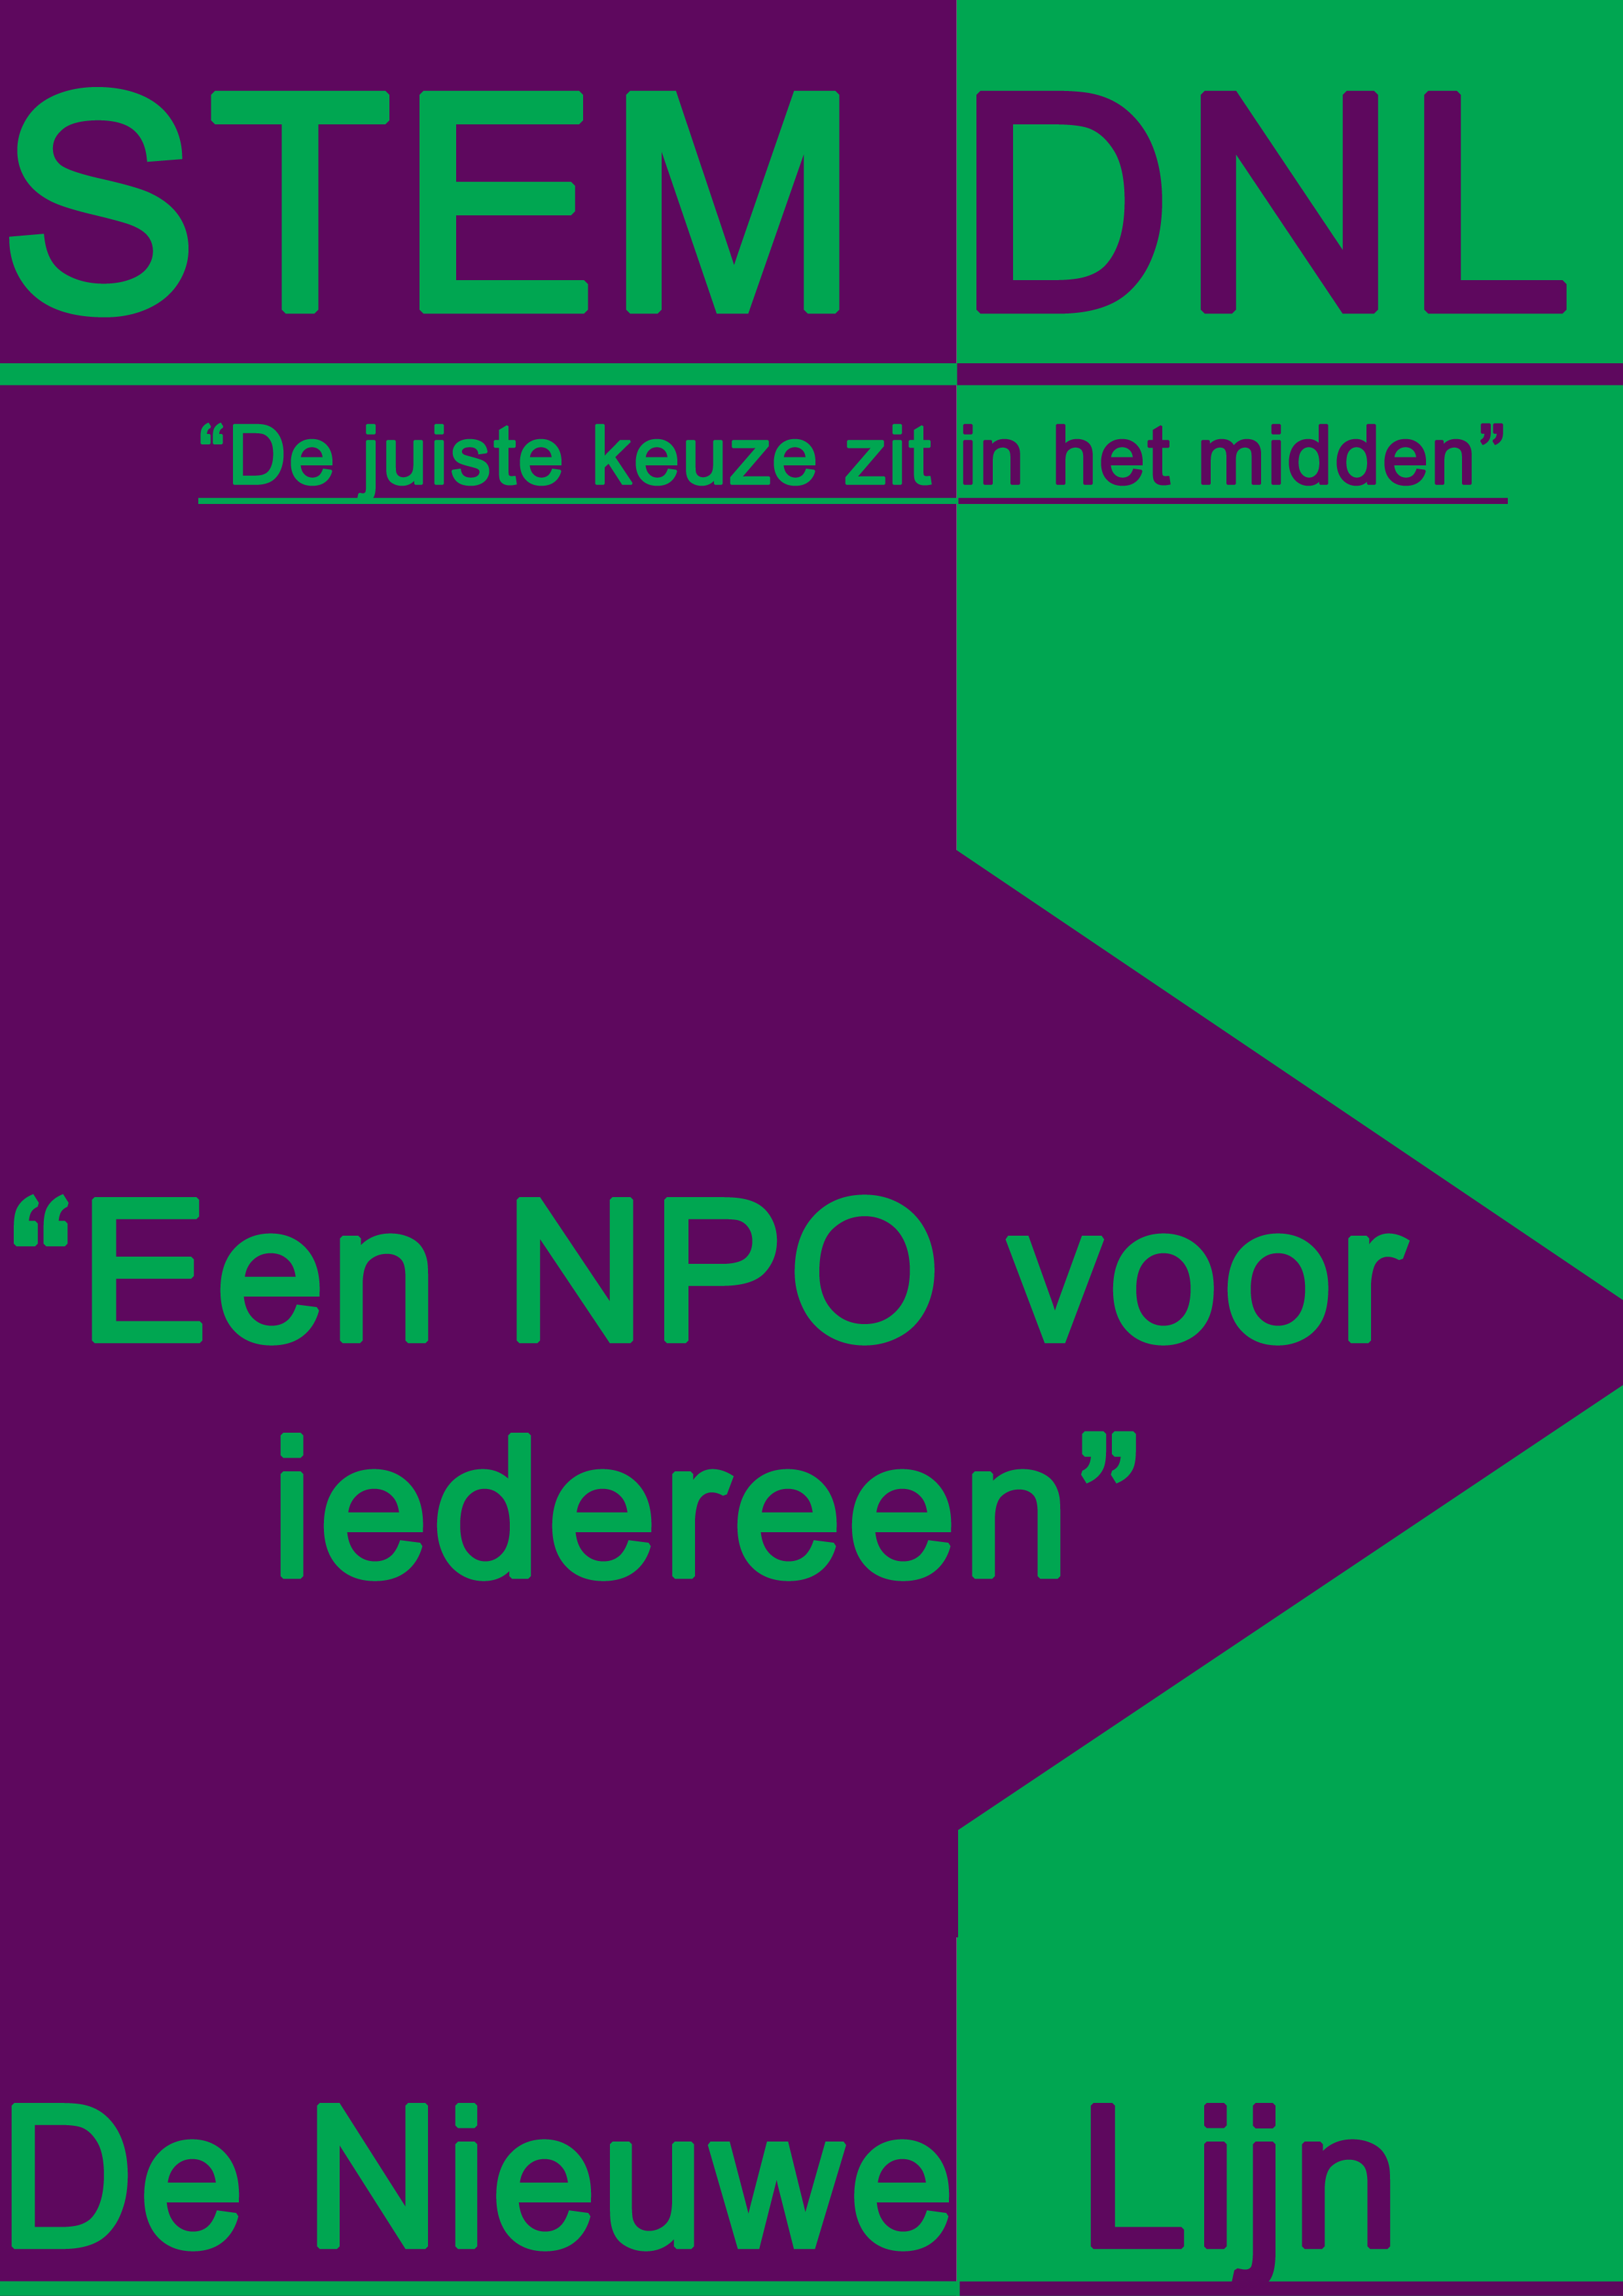 STEM DNL
“De juiste keuze zit in het midden”
“Een NPO voor
iedereen”
De Nieuwe Lijn